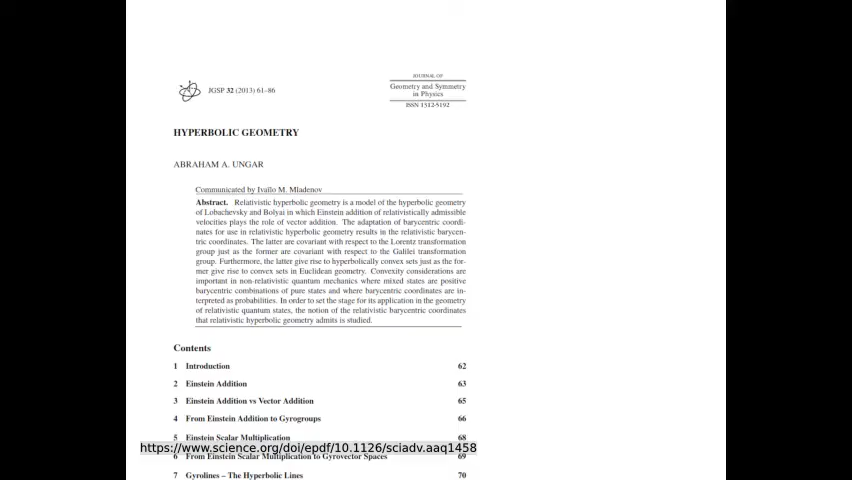 JOURNAL OF
Geometry and Symmetry
in Physics
ISSN 1312-5192
JGSP 32 (2013) 61–86
HYPERBOLIC GEOMETRY
ABRAHAM A. UNGAR
Communicated by Ivaïlo M. Mladenov
Abstract. Relativistic hyperbolic geometry is a model of the hyperbolic geometry
of Lobachevsky and Bolyai in which Einstein addition of relativistically admissible
velocities plays the role of vector addition. The adaptation of barycentric coordi-
nates for use in relativistic hyperbolic geometry results in the relativistic barycen-
tric coordinates. The latter are covariant with respect to the Lorentz transformation
group just as the former are covariant with respect to the Galilei transformation
group. Furthermore, the latter give rise to hyperbolically convex sets just as the for-
mer give rise to convex sets in Euclidean geometry. Convexity considerations are
important in non-relativistic quantum mechanics where mixed states are positive
barycentric combinations of pure states and where barycentric coordinates are in-
terpreted as probabilities. In order to set the stage for its application in the geometry
of relativistic quantum states, the notion of the relativistic barycentric coordinates
that relativistic hyperbolic geometry admits is studied.
Contents
1 Introduction 62
2 Einstein Addition 63
3 Einstein Addition vs Vector Addition 65
4 From Einstein Addition to Gyrogroups 66
5 Einstein Scalar Multiplication 68
https://www.science.org/doi/epdf/10.1126/sciadv.aaq1458
6 From Einstein Scalar Multiplication to Gyrovector Spaces 69
7 Gyrolines – The Hyperbolic Lines 70